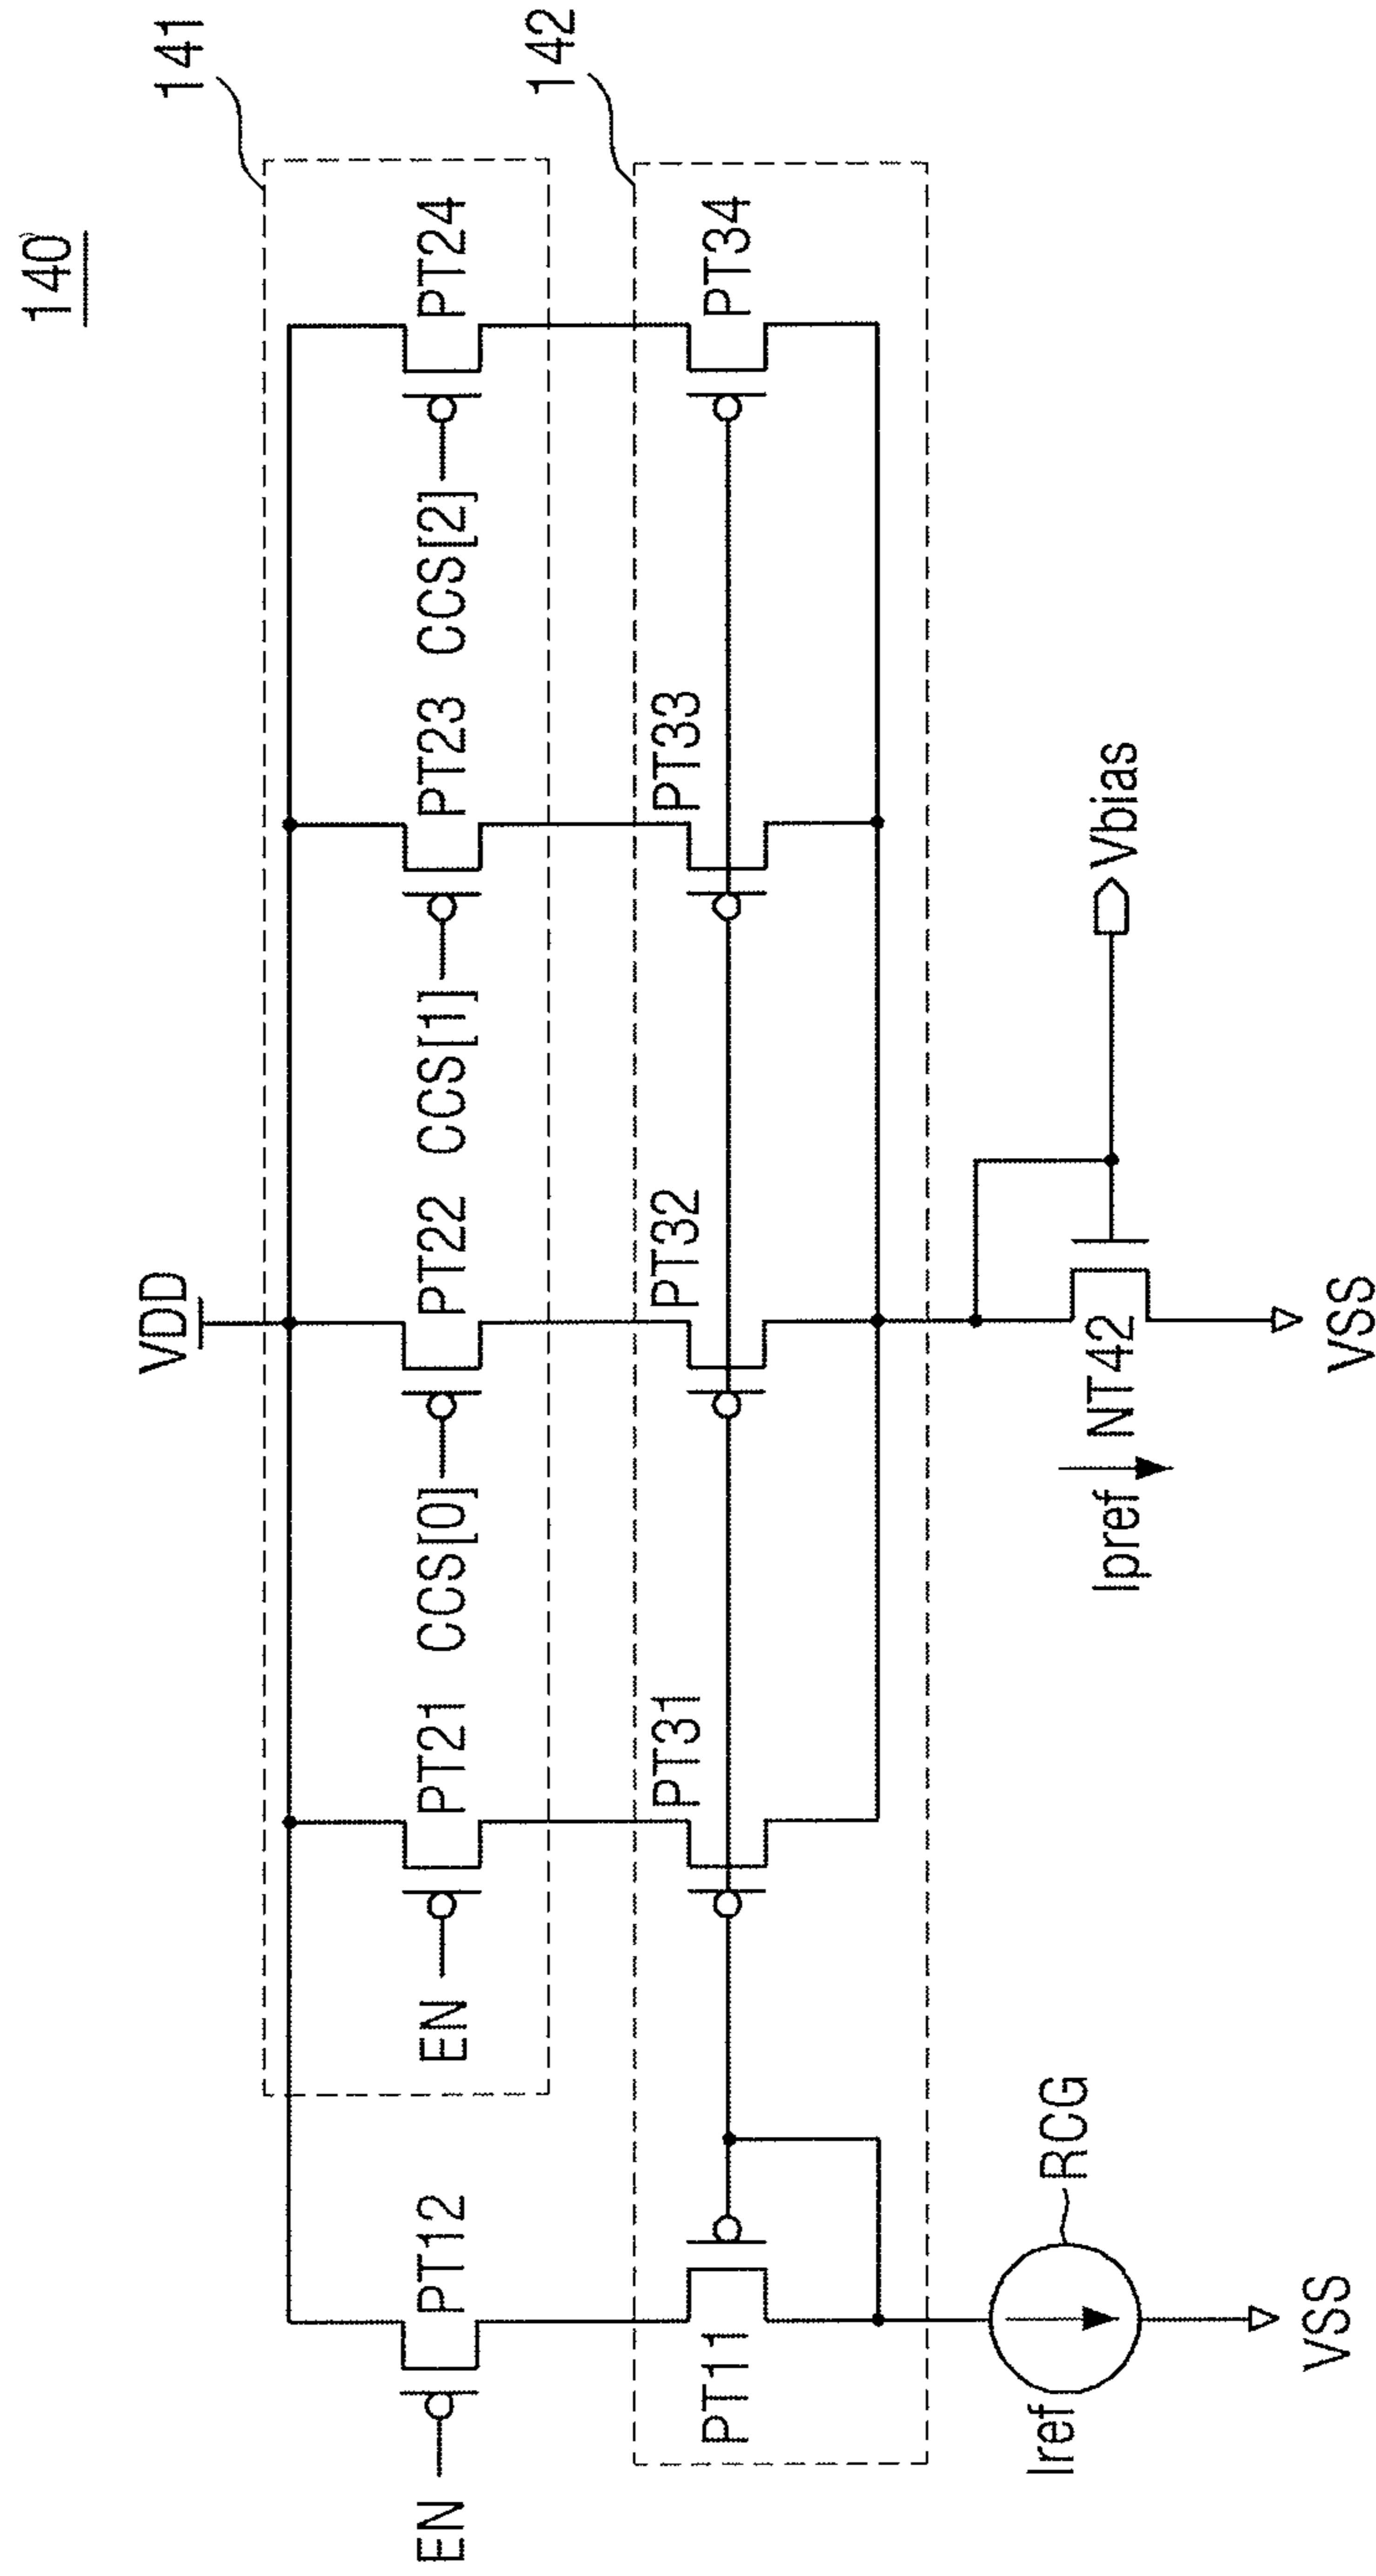 140
141
VDD
EN
PT12
EN
PT21
CCS[0]
PT22
CCS[1]
PT23
CCS[2]
PT24
142
PT11
PT31
PT32
PT33
PT34
Iref
RCG
VSS
Ipref
NT42
Vbias
VSS